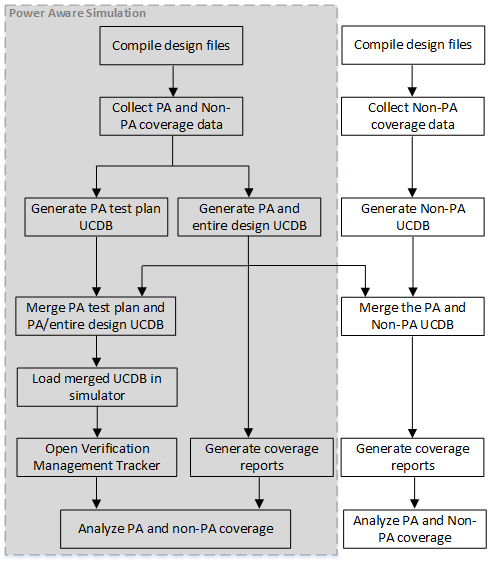 Power Aware Simulation
Compile design files
Collect PA and Non-
PA coverage data
Generate PA test plan
UCDB
Generate PA and
entire design UCDB
Merge PA test plan and
PA/entire design UCDB
Load merged UCDB in
simulator
Open Verification
Management Tracker
Generate coverage
reports
Analyze PA and non-PA coverage
Compile design files
Collect Non-PA
coverage data
Generate Non-PA
UCDB
Merge the PA and
Non-PA UCDB
Generate coverage
reports
Analyze PA and Non-
PA coverage